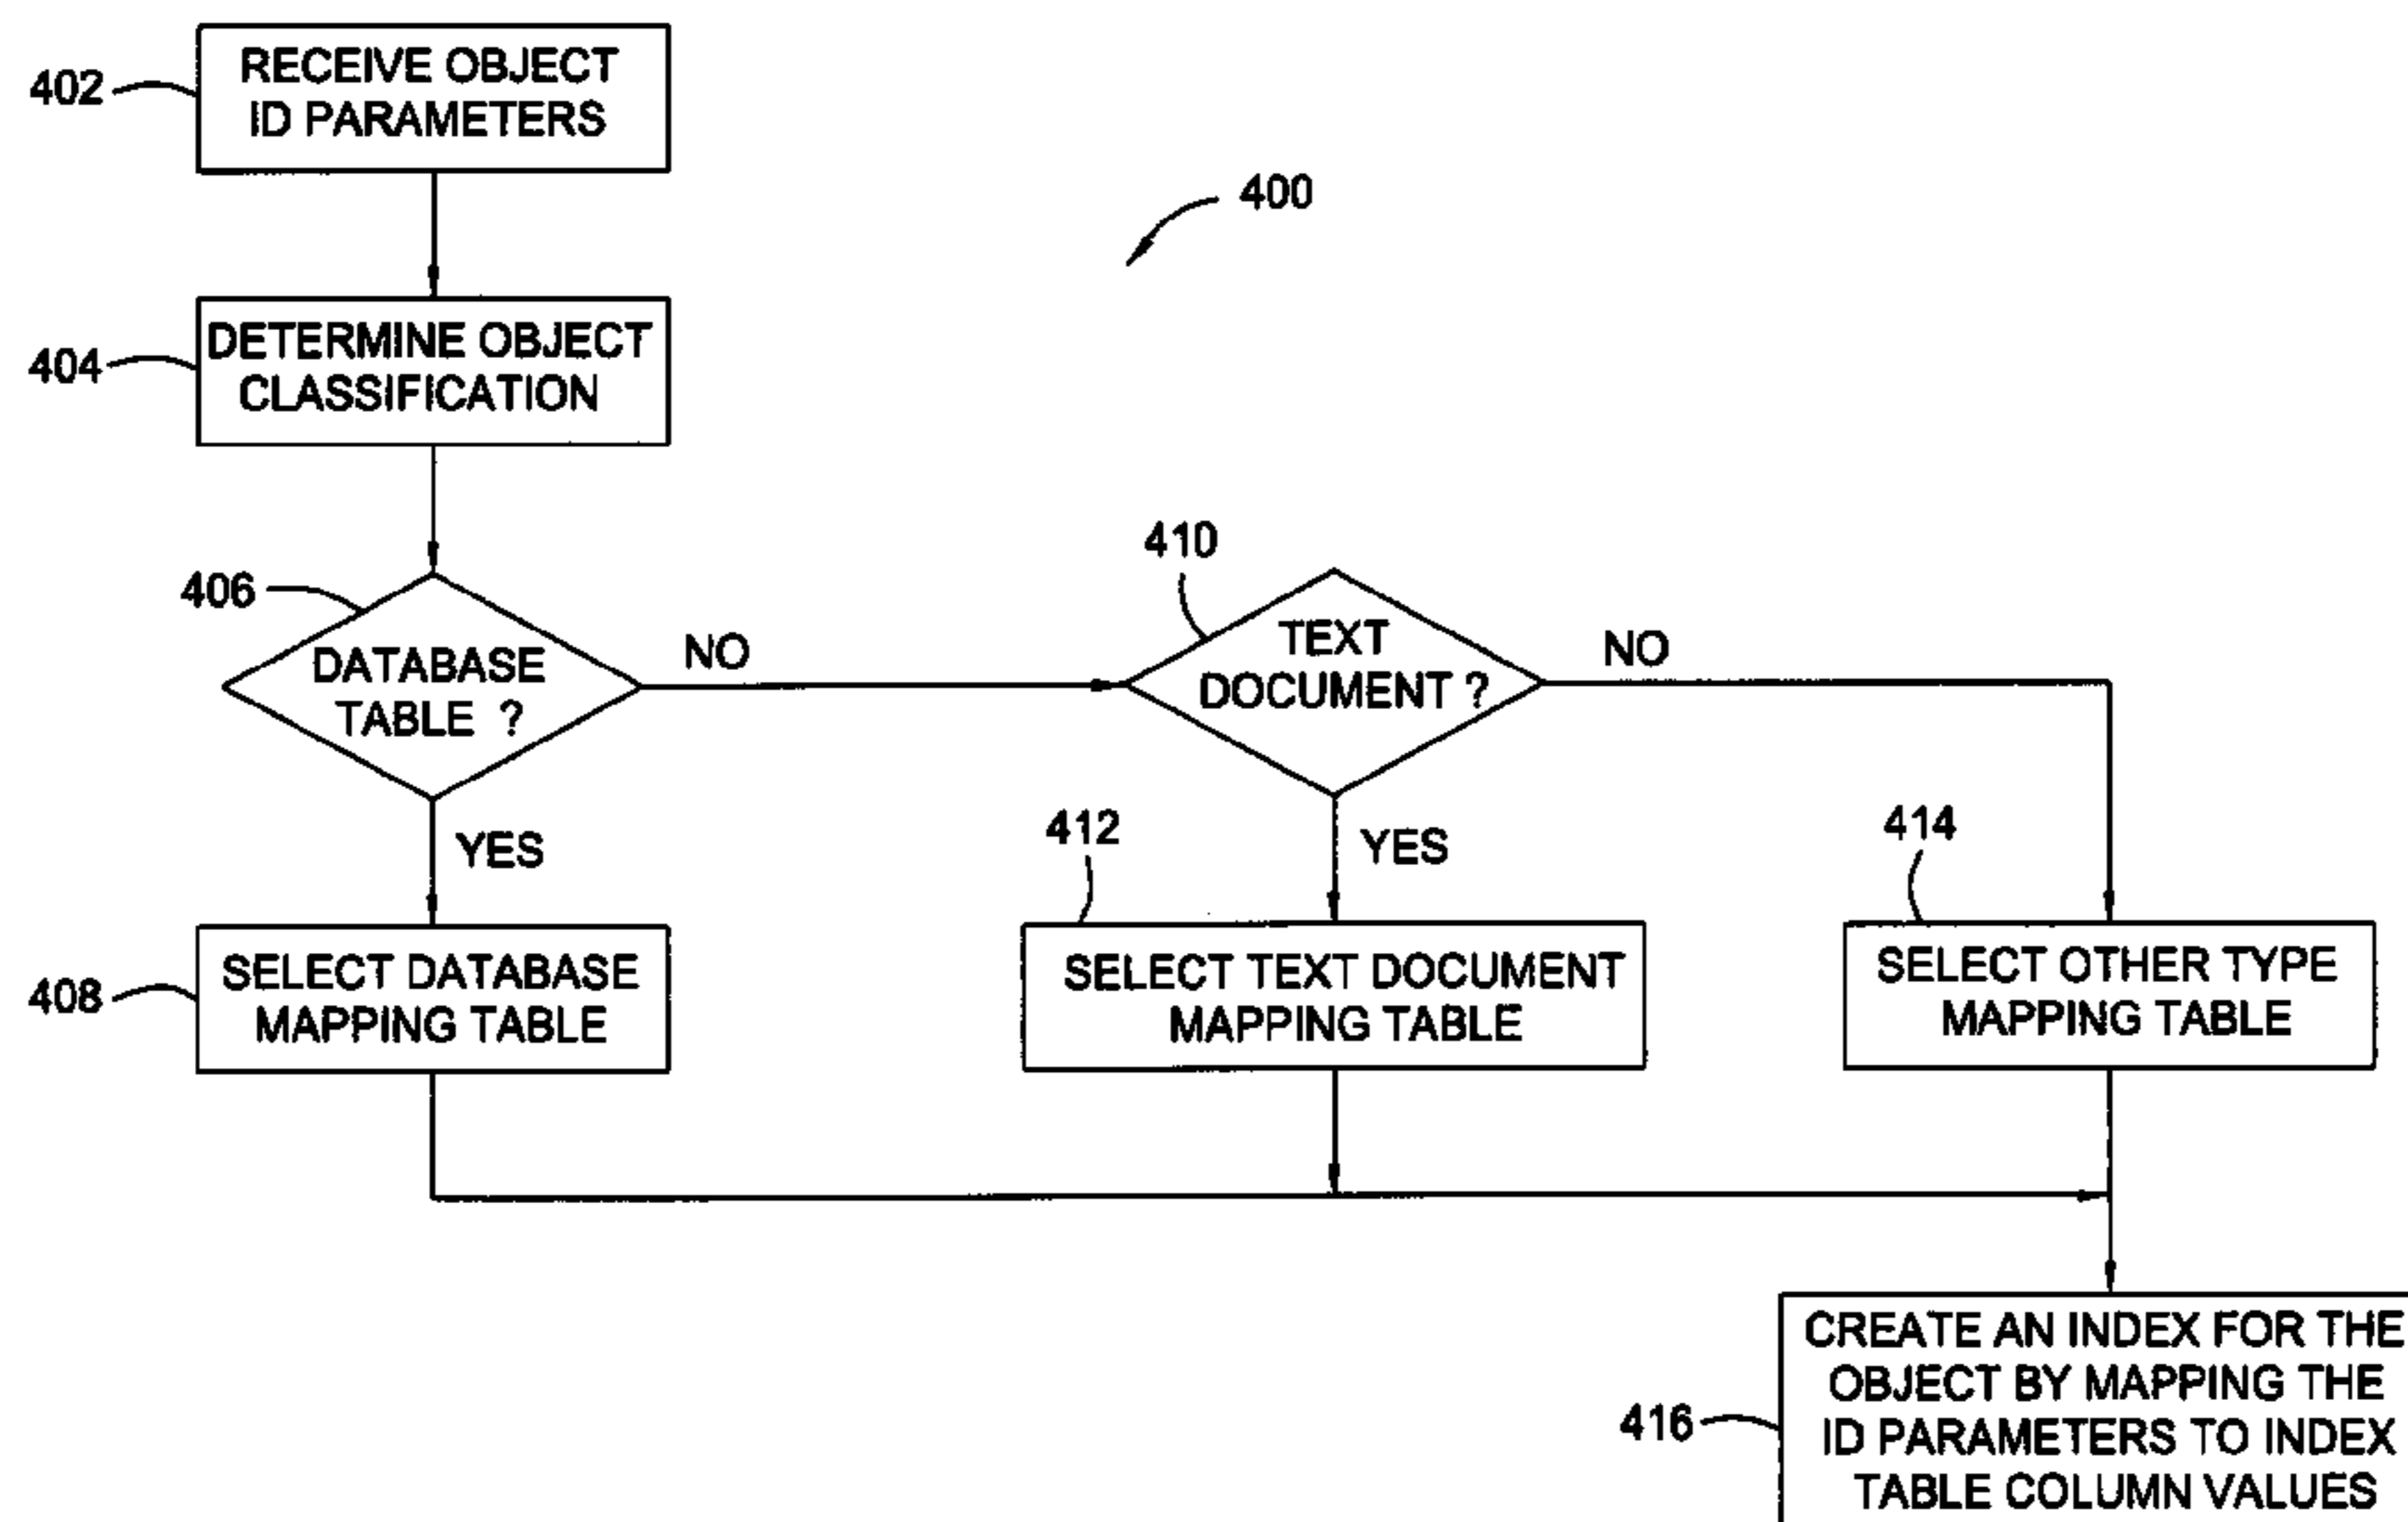 402
RECEIVE OBJECT
ID PARAMETERS
400
404
DETERMINE OBJECT
CLASSIFICATION
406
DATABASE
TABLE ?
NO
YES
410
TEXT
DOCUMENT ?
NO
YES
408
SELECT DATABASE
MAPPING TABLE
412
SELECT TEXT DOCUMENT
MAPPING TABLE
414
SELECT OTHER TYPE
MAPPING TABLE
416
CREATE AN INDEX FOR THE
OBJECT BY MAPPING THE
ID PARAMETERS TO INDEX
TABLE COLUMN VALUES